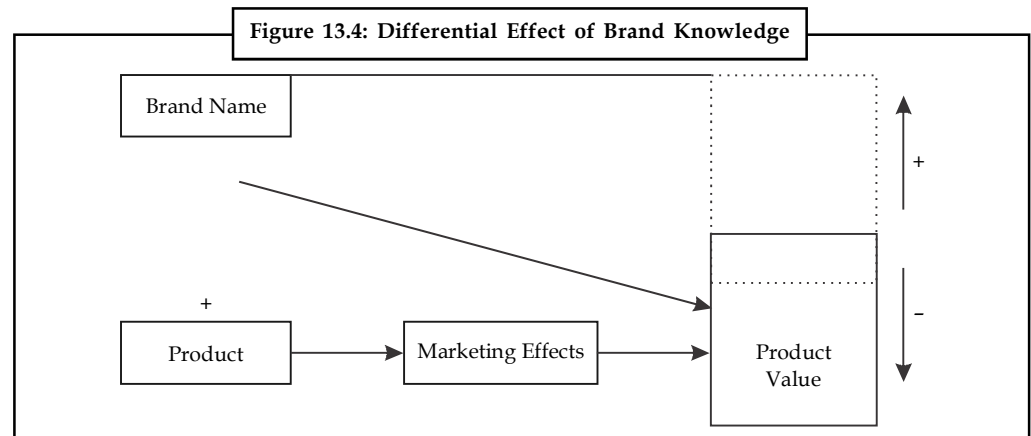 Figure 13.4: Differential Effect of Brand Knowledge
Brand Name
+
+
Product
Marketing Effects
Product
Value
–